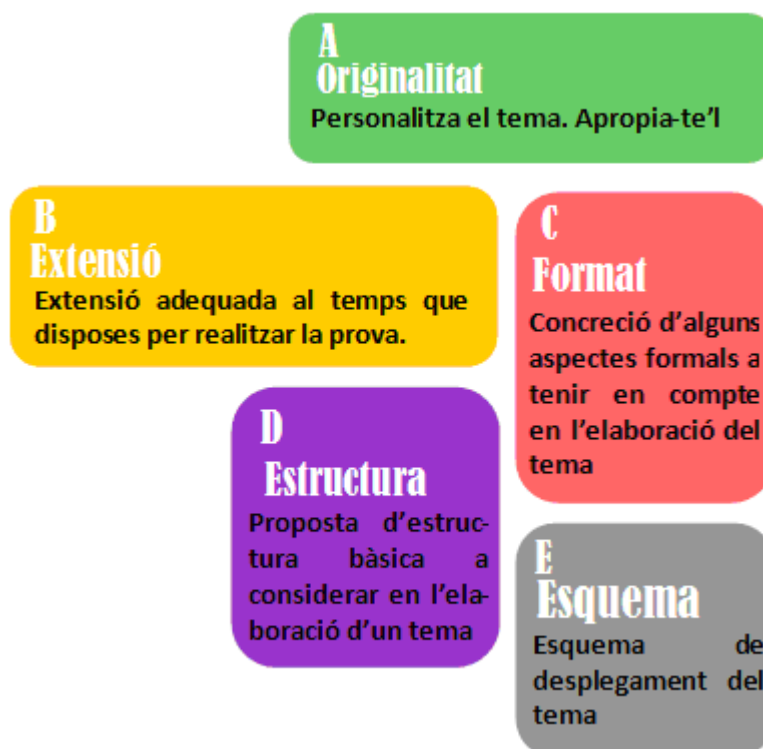 A
Originalitat
Personalitza el tema. Apropia-te'l
B
Extensió
Extensió adequada al temps que
disposes per realitzar la prova.
C
Format
Concreció d'alguns
aspectes formals a
tenir en compte
en l'elaboració del
tema
D
Estructura
Proposta d'estruc-
tura bàsica a
considerar en l'ela-
boració d'un tema
E
Esquema
Esquema de
desplegament del
tema